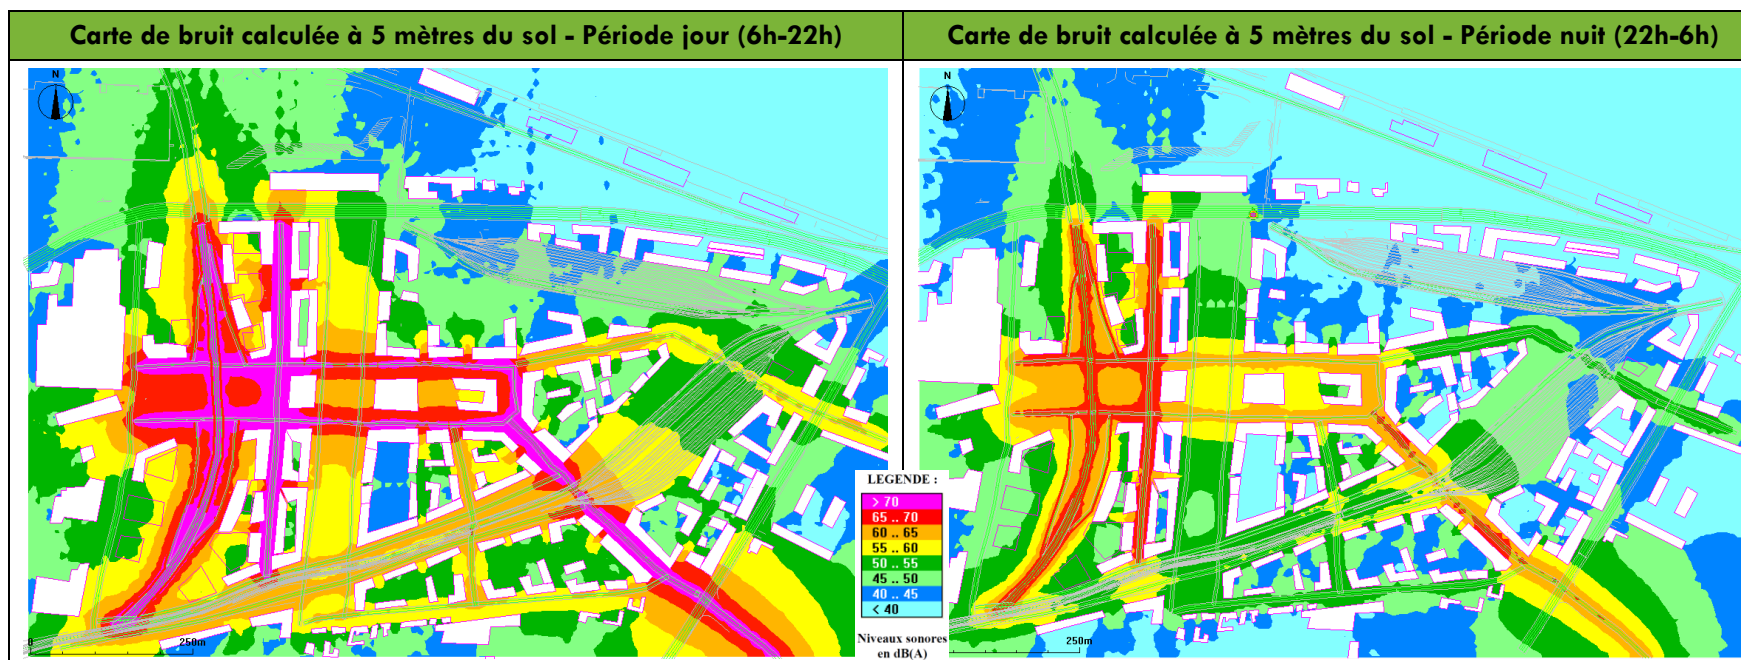 Carte de bruit calculée à 5 mètres du sol - Période jour (6h-22h)
Carte de bruit calculée à 5 mètres du sol - Période nuit (22h-6h)
N
N
LEGENDE :
> 70
65 .. 70
60 .. 65
55 .. 60
50 .. 55
45 .. 50
40 .. 45
< 40
Niveaux sonores
en dB(A)
0
250m
250m